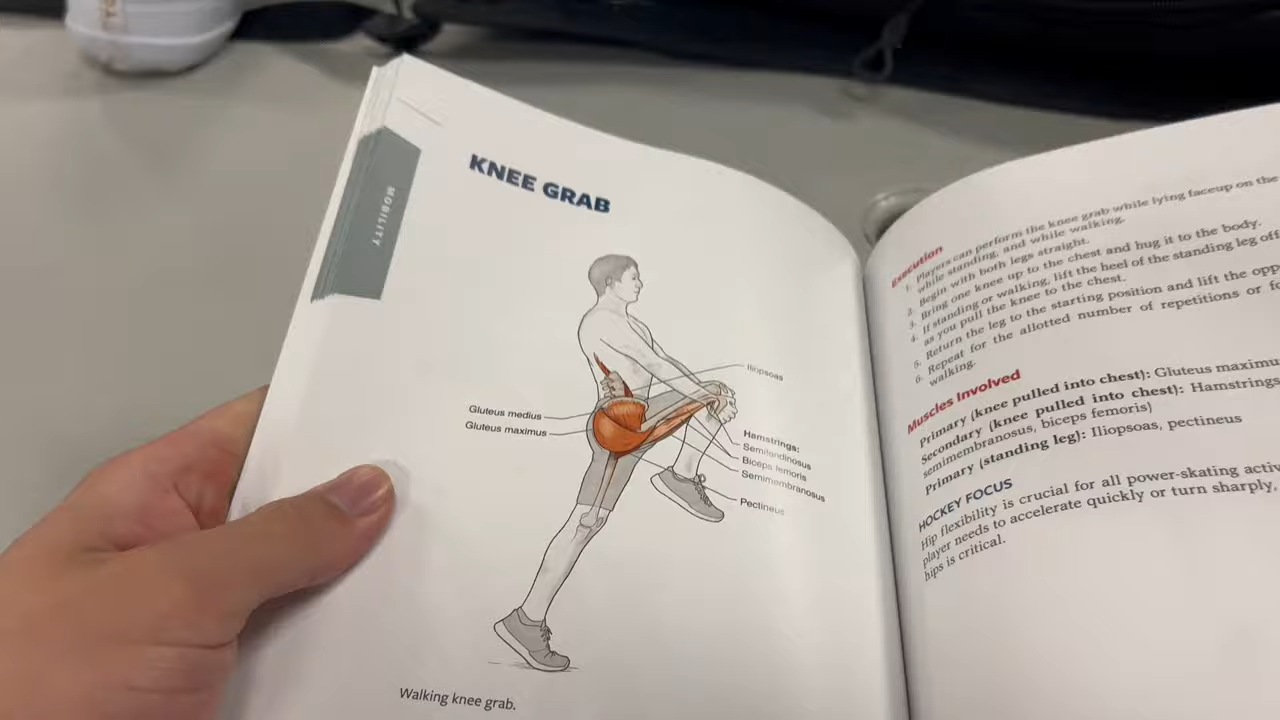 MOBILITY
KNEE GRAB
Iliopsoas
Gluteus medius
Gluteus maximus
Hamstrings:
Semitendinosus
Biceps femoris
Semimembranosus
Pectineus
Walking knee grab.
Execution
1. Players can perform the knee grab while lying faceup on the
while standing, and while walking.
2. Begin with both legs straight.
3. Bring one knee up to the chest and hug it to the body.
4. If standing or walking, lift the heel of the standing leg off
as you pull the knee to the chest.
5. Return the leg to the starting position and lift the opp
6. Repeat for the allotted number of repetitions or fo
walking.
Muscles Involved
Primary (knee pulled into chest): Gluteus maximu
Secondary (knee pulled into chest): Hamstrings
semimembranosus, biceps femoris)
Primary (standing leg): Iliopsoas, pectineus
HOCKEY FOCUS
Hip flexibility is crucial for all power-skating activ
player needs to accelerate quickly or turn sharply,
hips is critical.